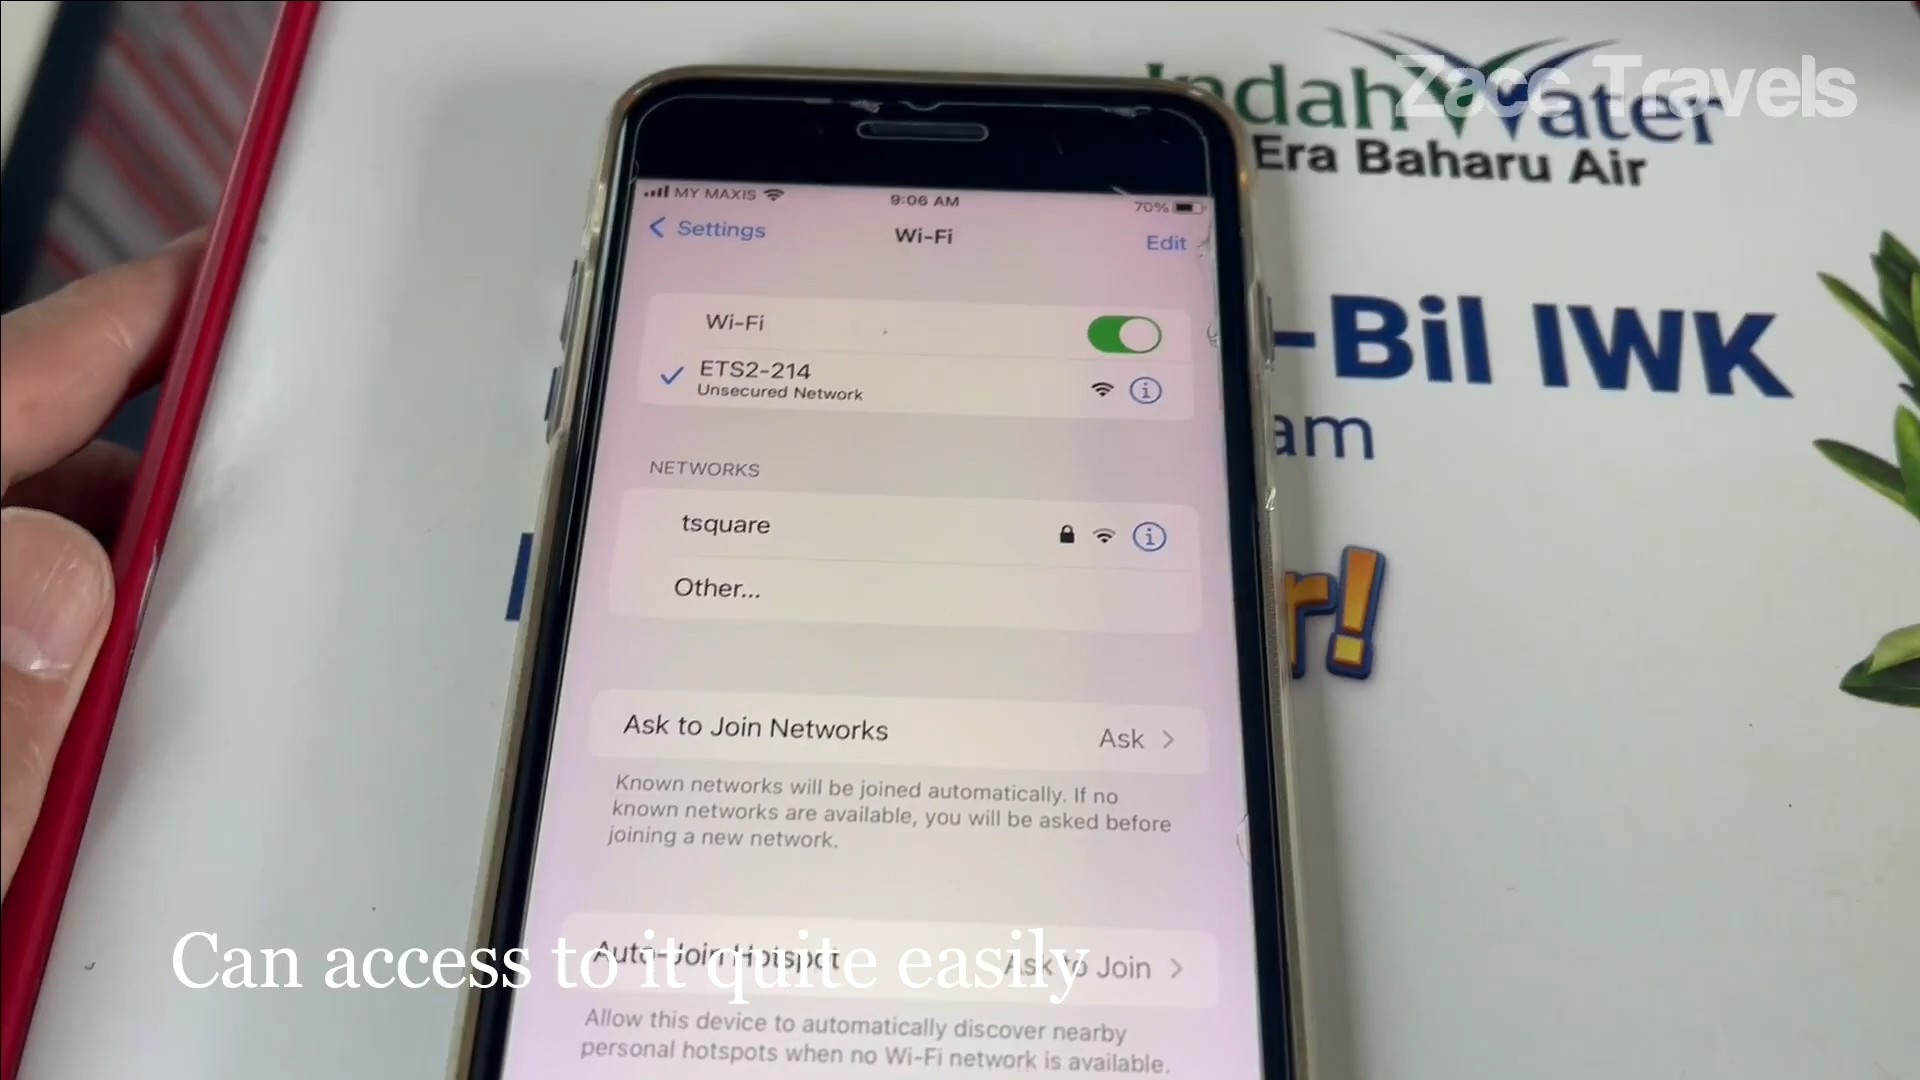 Zacc Travels
Indah Water
Era Baharu Air
MY MAXIS
9:06 AM
70%
Settings
Wi-Fi
Edit
Wi-Fi
ETS2-214
Unsecured Network
-Bil IWK
am
NETWORKS
tsquare
Other...
r!
Ask to Join Networks
Ask
Known networks will be joined automatically. If no
known networks are available, you will be asked before
joining a new network.
Auto-Join Hotspot
Ask to Join
Can access to it quite easily
Allow this device to automatically discover nearby
personal hotspots when no Wi-Fi network is available.